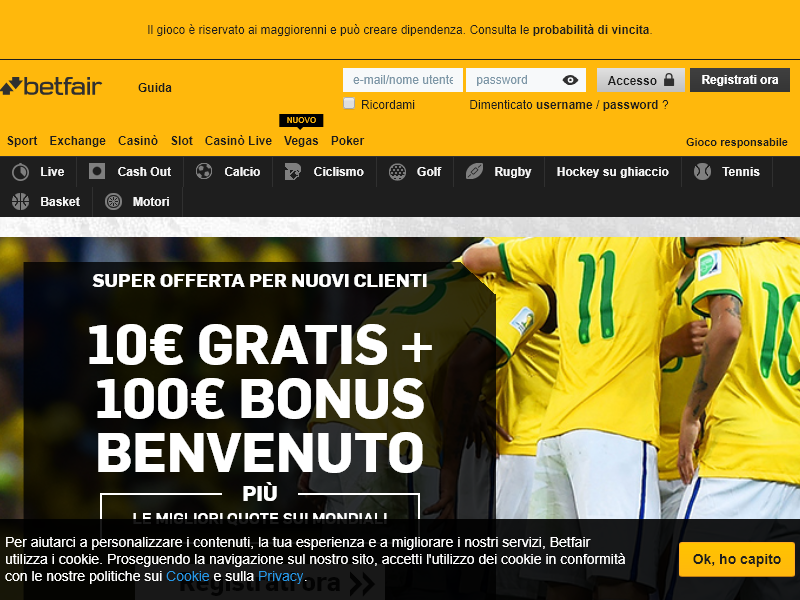 Il gioco è riservato ai maggiorenni e può creare dipendenza. Consulta le probabilità di vincita.
betfair
Guida
e-mail/nome utente
password
Accesso
Registrati ora
Ricordami
Dimenticato username / password ?
NUOVO
Sport Exchange Casinò Slot Casinò Live Vegas Poker
Gioco responsabile
Live Cash Out Calcio Ciclismo Golf Rugby Hockey su ghiaccio Tennis
Basket Motori
SUPER OFFERTA PER NUOVI CLIENTI
10€ GRATIS +
100€ BONUS
BENVENUTO
PIÙ
LE MIGLIORI QUOTE SUI MONDIALI
Registrati ora
Per aiutarci a personalizzare i contenuti, la tua esperienza e a migliorare i nostri servizi, Betfair
utilizza i cookie. Proseguendo la navigazione sul nostro sito, accetti l'utilizzo dei cookie in conformità
con le nostre politiche sui Cookie e sulla Privacy.
Ok, ho capito
11
10